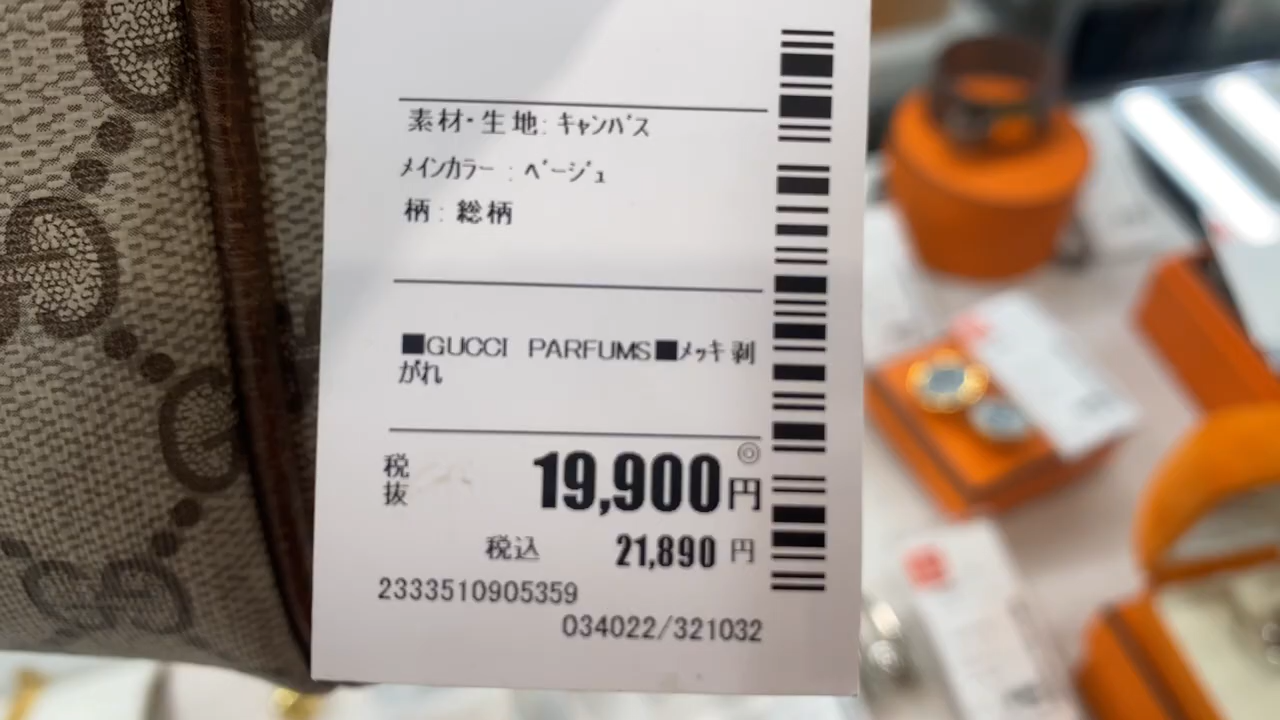 素材・生地: キャンバス
メインカラー : ベージュ
柄 : 総柄
■GUCCI PARFUMS■メッキ剥
がれ
◎
税抜 19,900円
税込 21,890 円
2333510905359
034022/321032